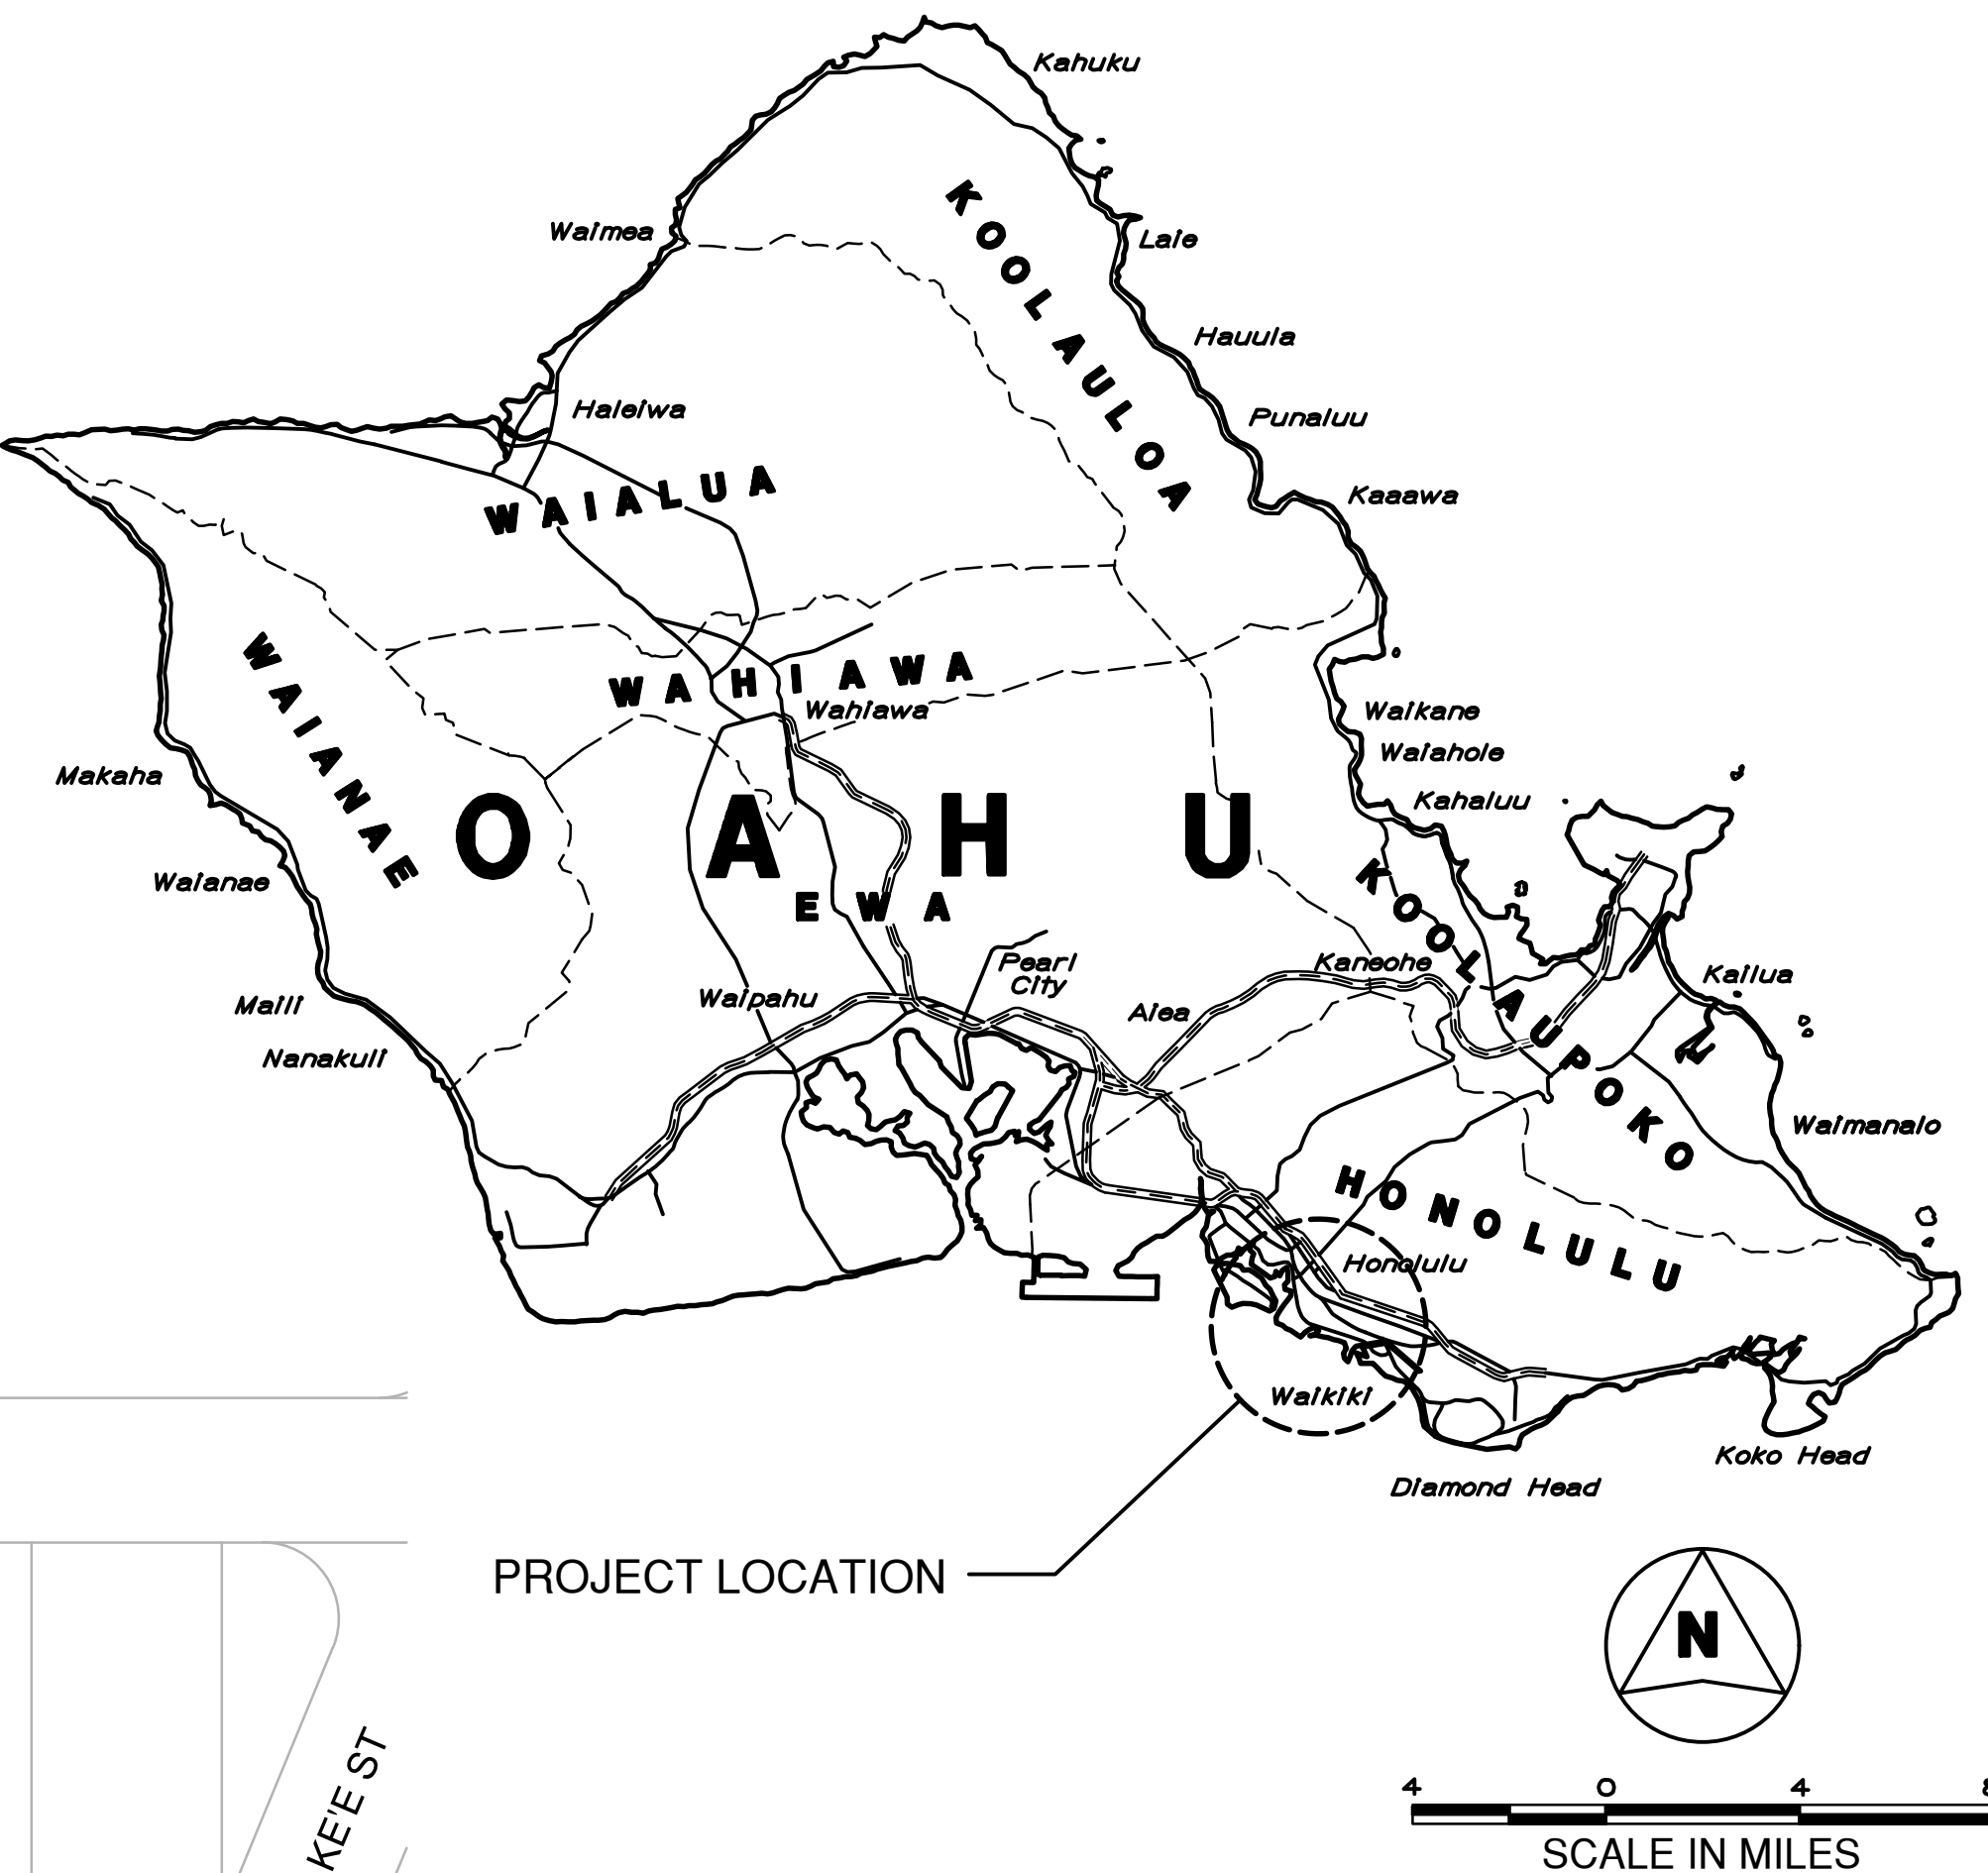 Kahuku
KOOLAULOA
Waimea
Laie
Hauula
Haleiwa
Punaluu
WAIALUA
Kaaawa
WAIANAE
WAHIAWA
Wahiawa
Waikane
Waiahole
Makaha
Kahaluu
OAHU
Waianae
EWA
KOOLAUPOKO
Pearl
City
Kaneohe
Kailua
Waipahu
Maili
Aiea
Nanakuli
Waimanalo
HONOLULU
Honolulu
Waikiki
Koko Head
Diamond Head
PROJECT LOCATION
N
KE'E ST
4 0 4 8
SCALE IN MILES